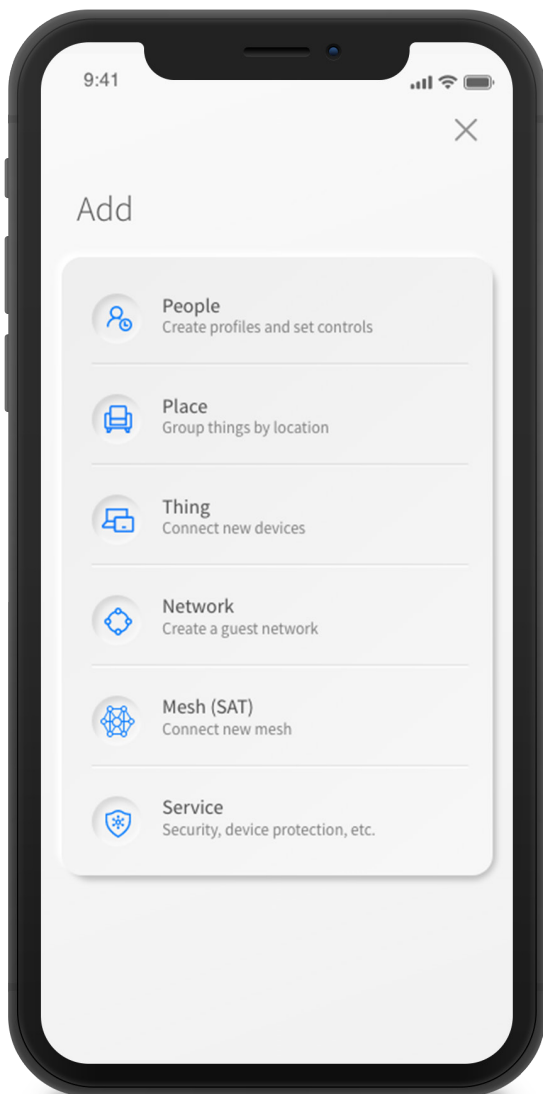 9:41
Add
People
Create profiles and set controls
Place
Group things by location
Thing
Connect new devices
Network
Create a guest network
Mesh (SAT)
Connect new mesh
Service
Security, device protection, etc.